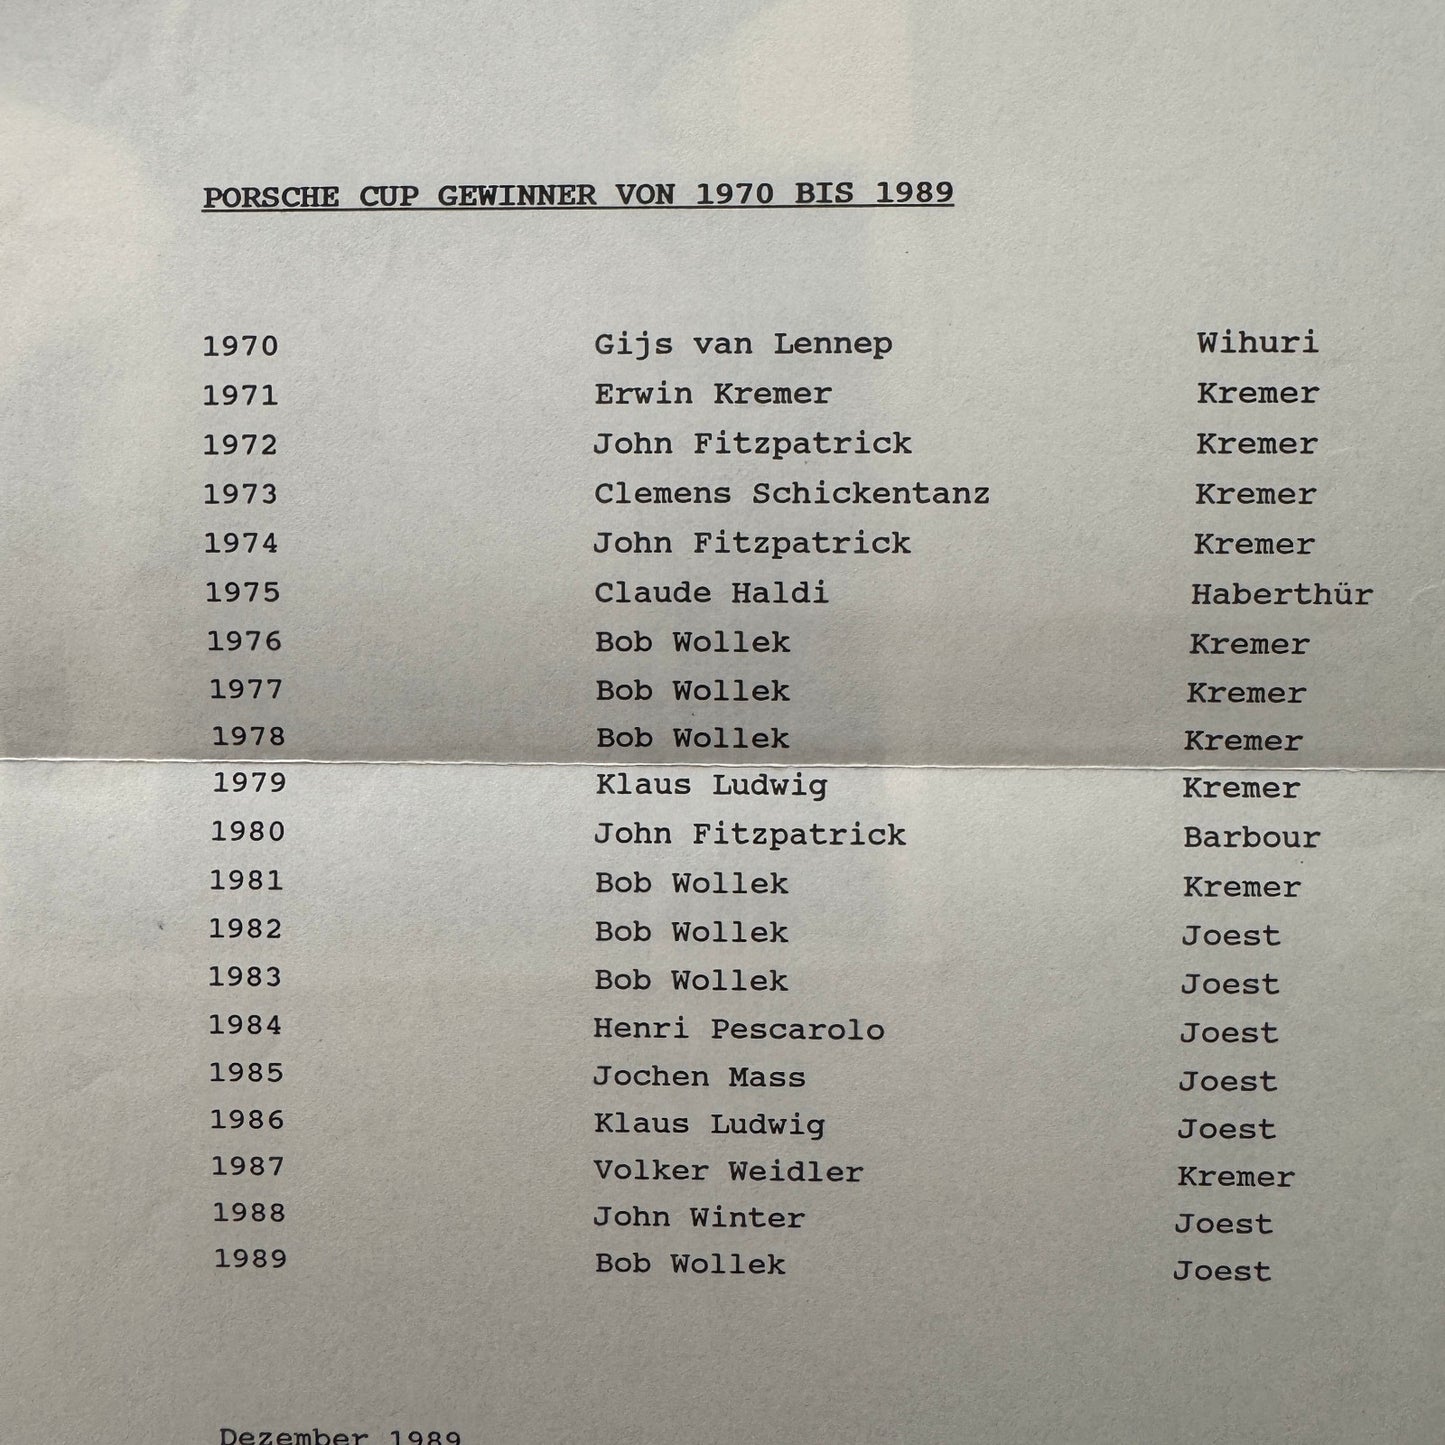 PORSCHE CUP GEWINNER VON 1970 BIS 1989
1970 Gijs van Lennep Wihuri
1971 Erwin Kremer Kremer
1972 John Fitzpatrick Kremer
1973 Clemens Schickentanz Kremer
1974 John Fitzpatrick Kremer
1975 Claude Haldi Haberthür
1976 Bob Wollek Kremer
1977 Bob Wollek Kremer
1978 Bob Wollek Kremer
1979 Klaus Ludwig Kremer
1980 John Fitzpatrick Barbour
1981 Bob Wollek Kremer
1982 Bob Wollek Joest
1983 Bob Wollek Joest
1984 Henri Pescarolo Joest
1985 Jochen Mass Joest
1986 Klaus Ludwig Joest
1987 Volker Weidler Kremer
1988 John Winter Joest
1989 Bob Wollek Joest
Dezember 1989